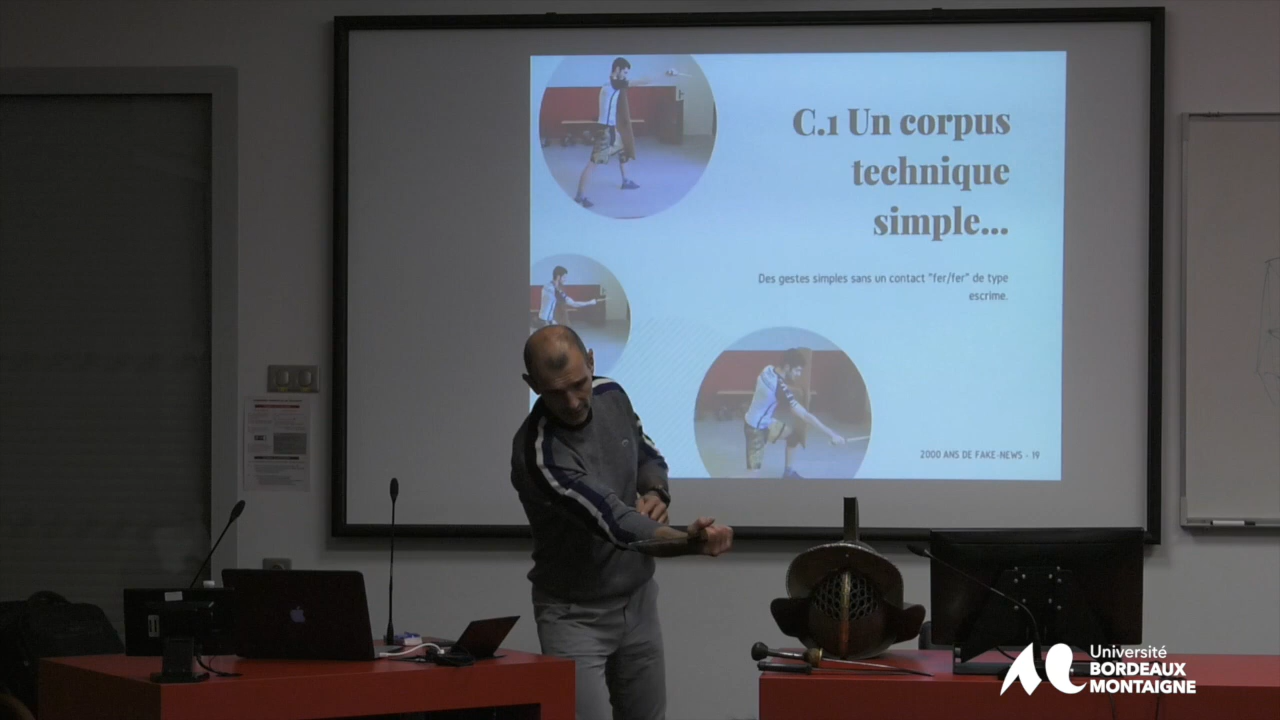 C.1 Un corpus
technique
simple...
Des gestes simples sans un contact "fer/fer" de type
escrime.
2000 ANS DE FAKE-NEWS - 19
Université
BORDEAUX
MONTAIGNE